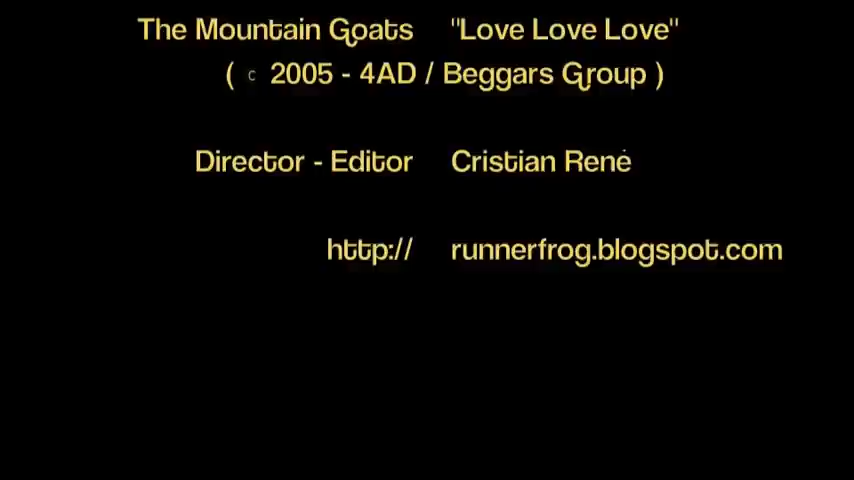 The Mountain Goats "Love Love Love"
( c 2005 - 4AD / Beggars Group )
Director - Editor Cristian René
http:// runnerfrog.blogspot.com